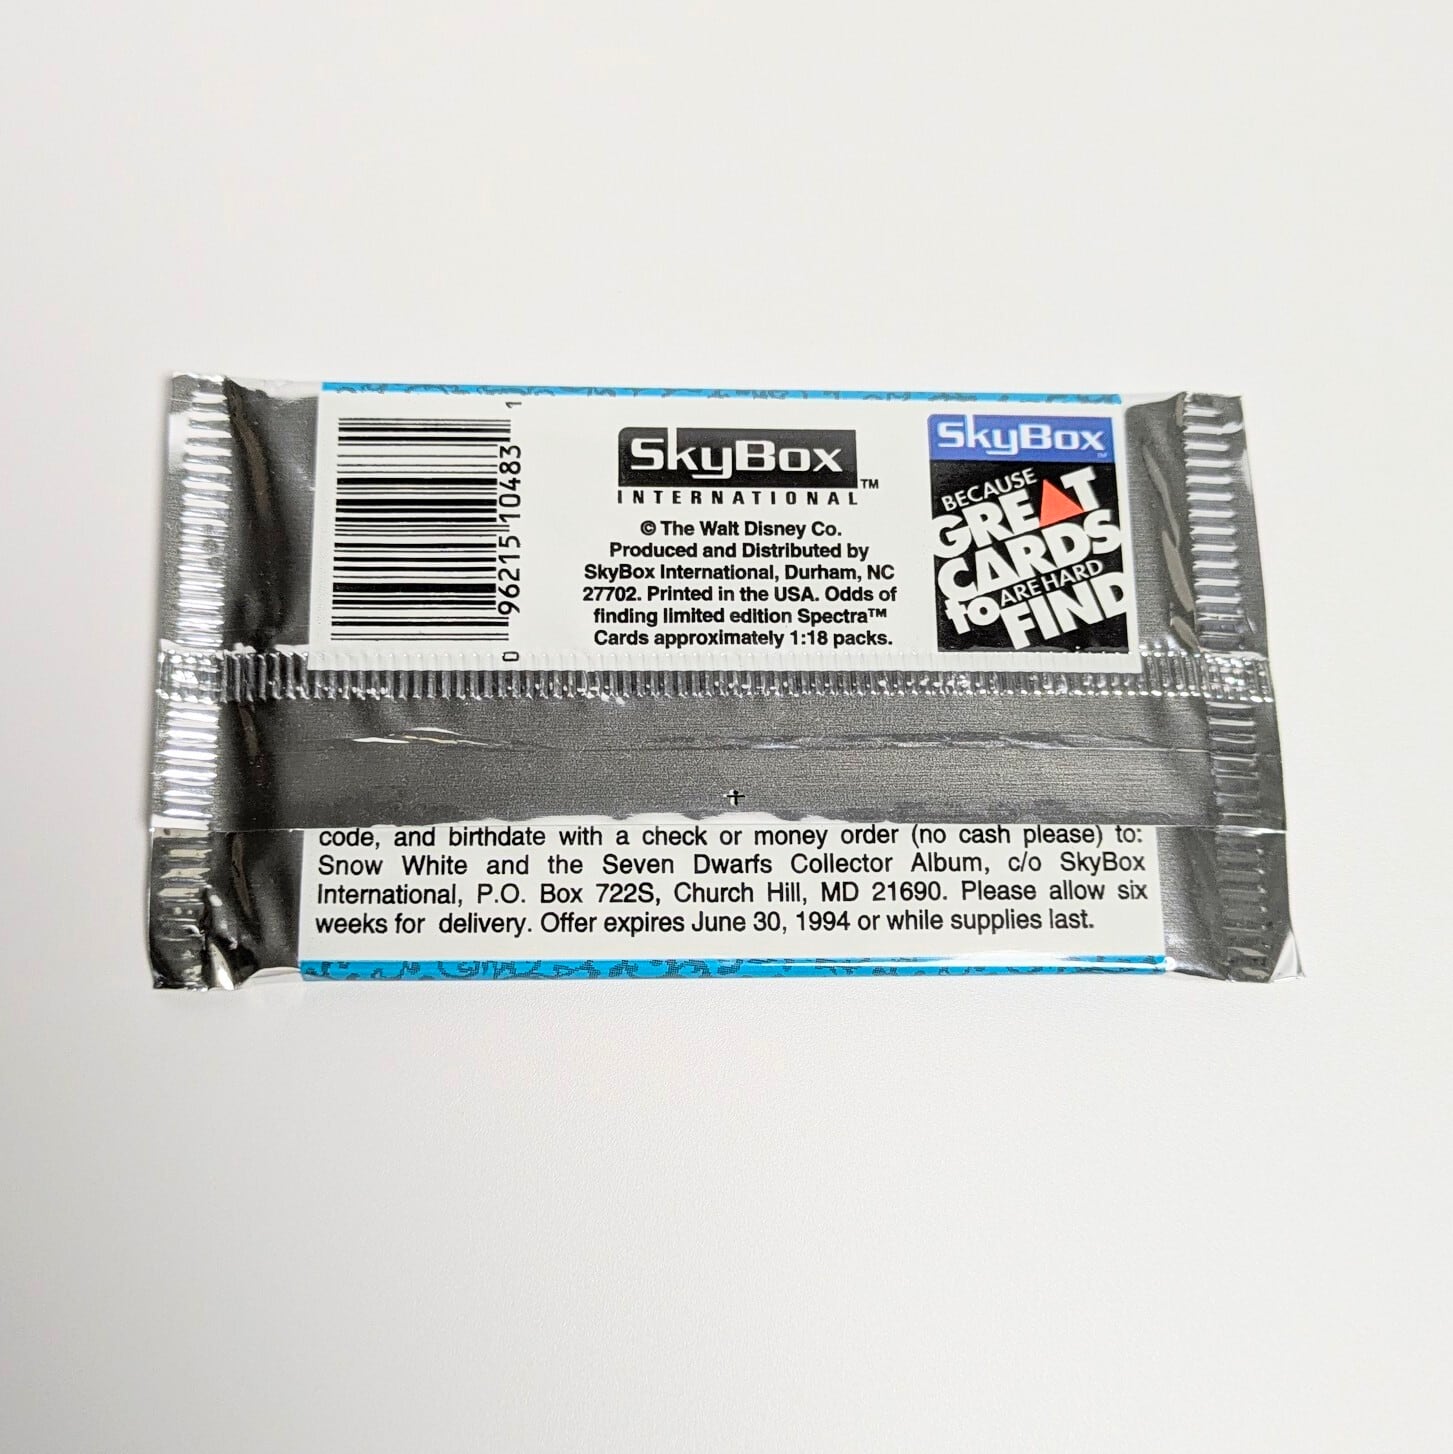 0 96215 10483 1
SkyBox™
INTERNATIONAL
© The Walt Disney Co.
Produced and Distributed by
SkyBox International, Durham, NC
27702. Printed in the USA. Odds of
finding limited edition Spectra™
Cards approximately 1:18 packs.
SkyBox™
BECAUSE
GREAT
CARDS
ARE HARD
to FIND
code, and birthdate with a check or money order (no cash please) to:
Snow White and the Seven Dwarfs Collector Album, c/o SkyBox
International, P.O. Box 722S, Church Hill, MD 21690. Please allow six
weeks for delivery. Offer expires June 30, 1994 or while supplies last.